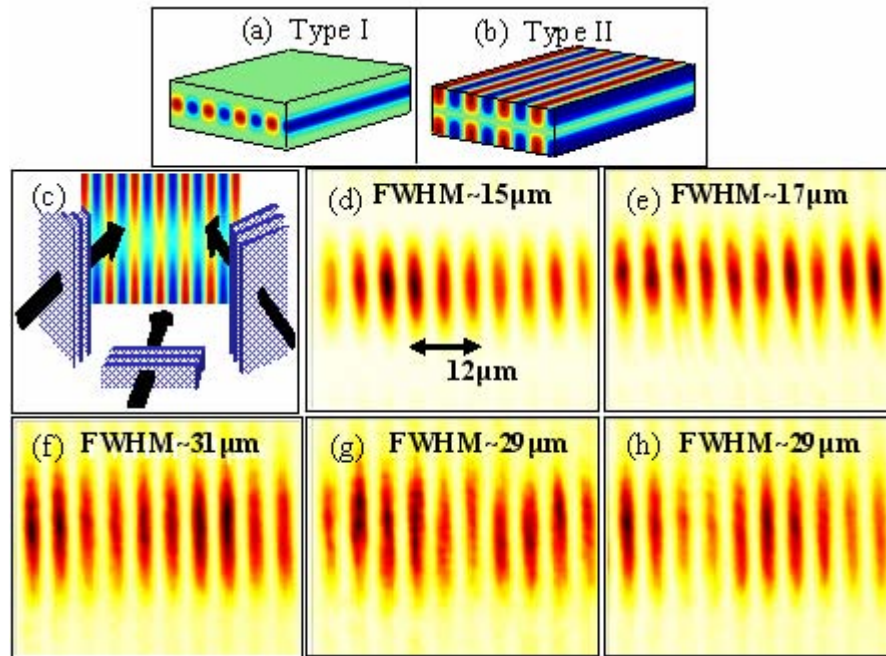 (a) Type I
(b) Type II
(c)
(d) FWHM~15μm
12μm
(e) FWHM~17μm
(f) FWHM~31μm
(g) FWHM~29μm
(h) FWHM~29μm